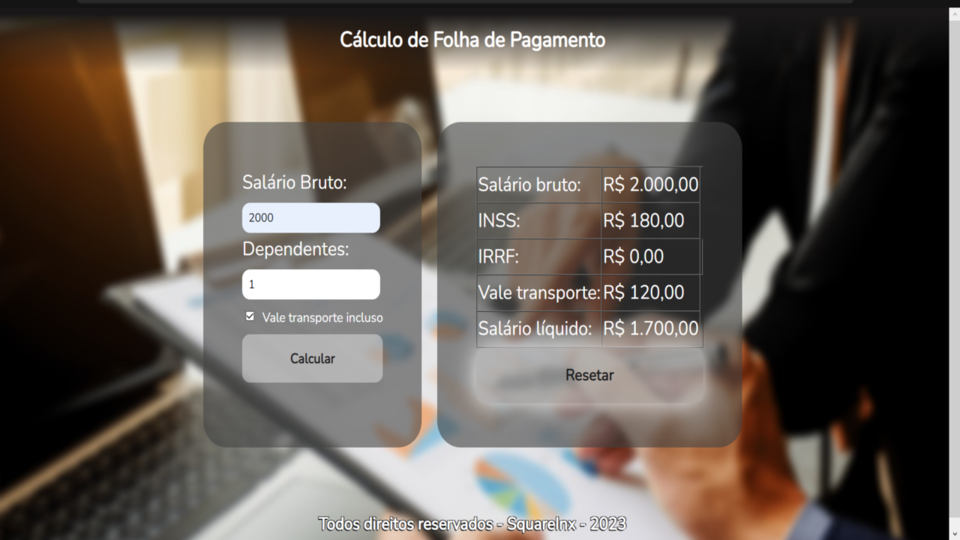 Cálculo de Folha de Pagamento
Salário Bruto:
2000
Dependentes:
1
Vale transporte incluso
Calcular
Salário bruto: R$ 2.000,00
INSS: R$ 180,00
IRRF: R$ 0,00
Vale transporte: R$ 120,00
Salário líquido: R$ 1.700,00
Resetar
Todos direitos reservados - Squarelnx - 2023